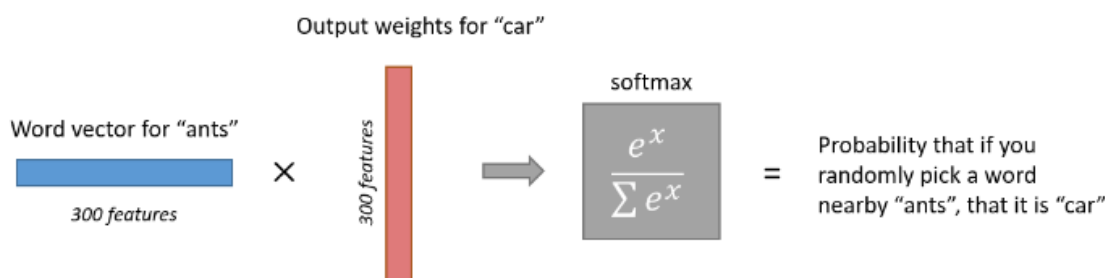 Output weights for “car”
softmax
Word vector for “ants”
300 features
×
300 features
e^x
∑ e^x
=
Probability that if you
randomly pick a word
nearby “ants”, that it is “car”